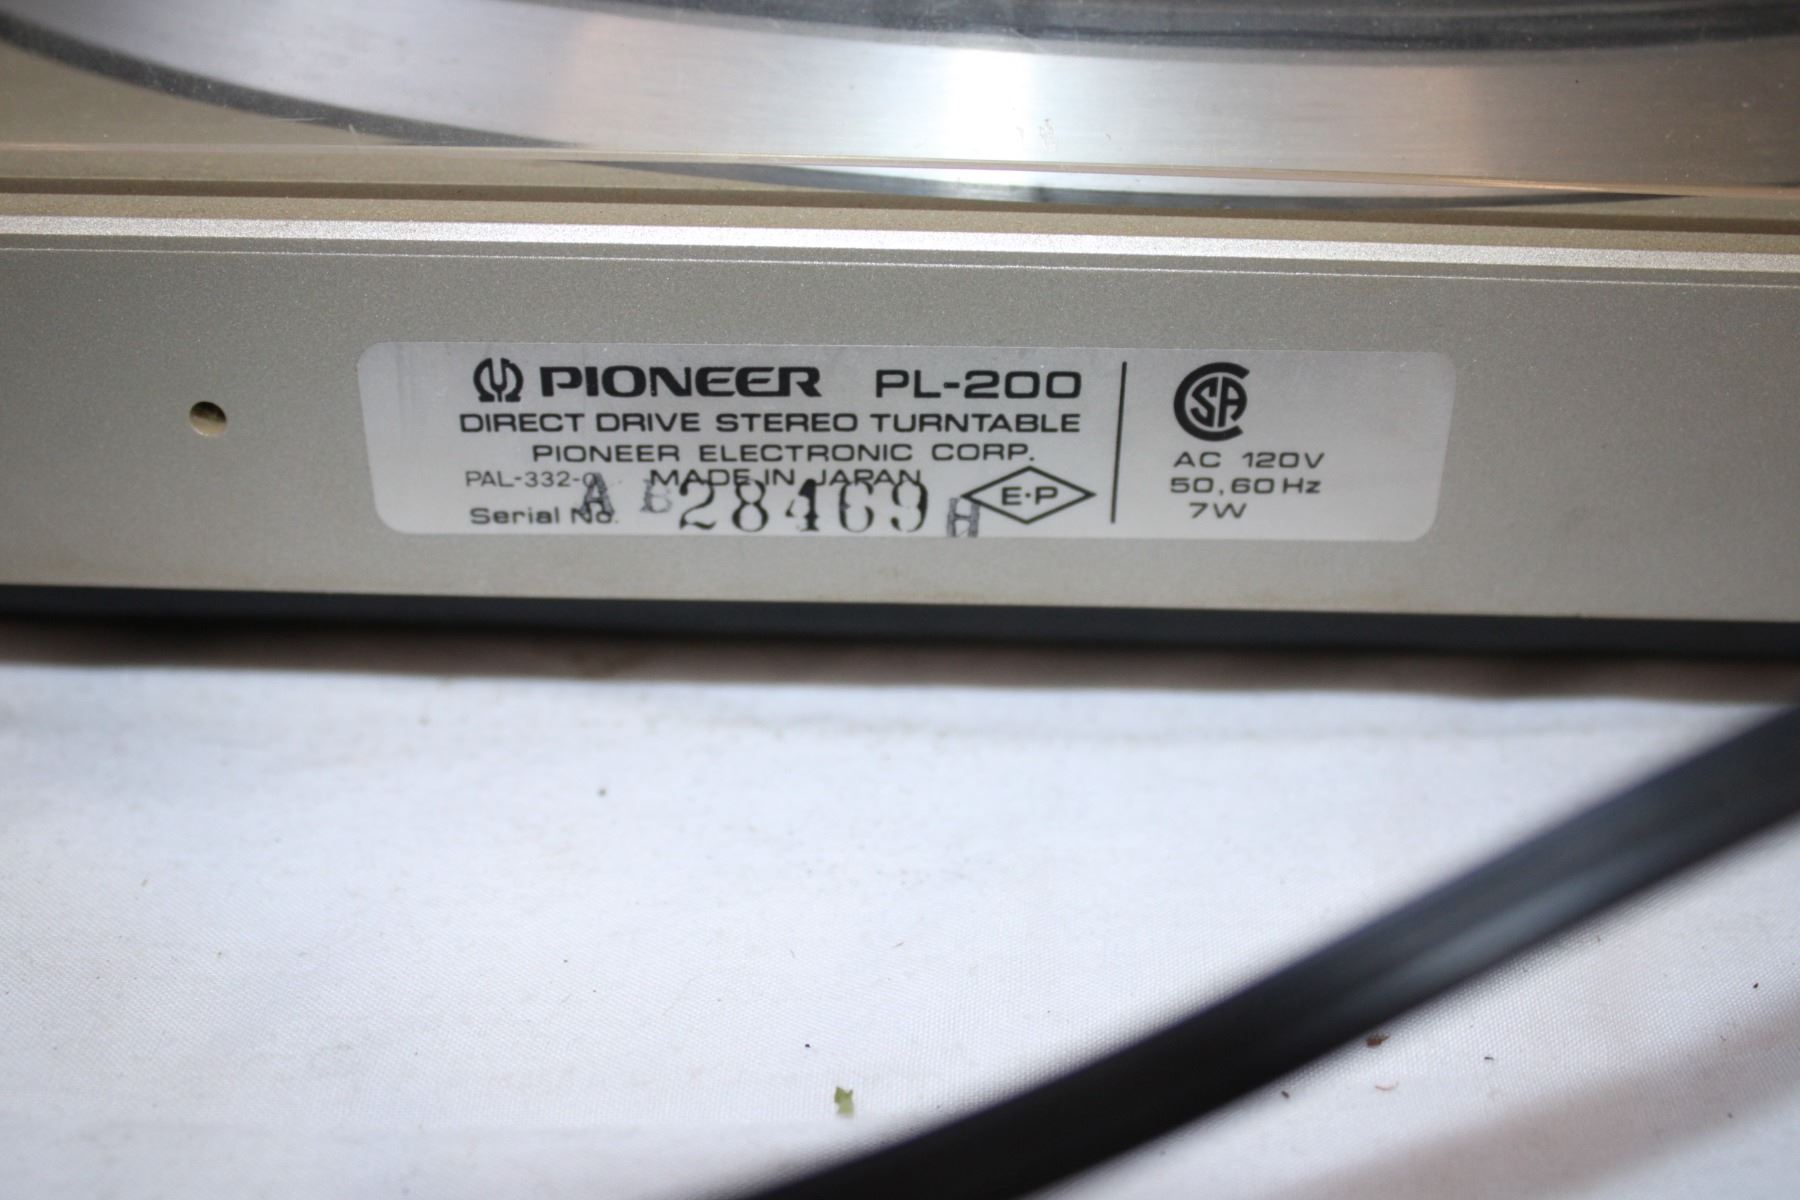 PIONEER PL-200
DIRECT DRIVE STEREO TURNTABLE
PIONEER ELECTRONIC CORP.
PAL-332-0 MADE IN JAPAN
Serial No. A B 28469 H
E·P
CSA
AC 120V
50, 60 Hz
7W